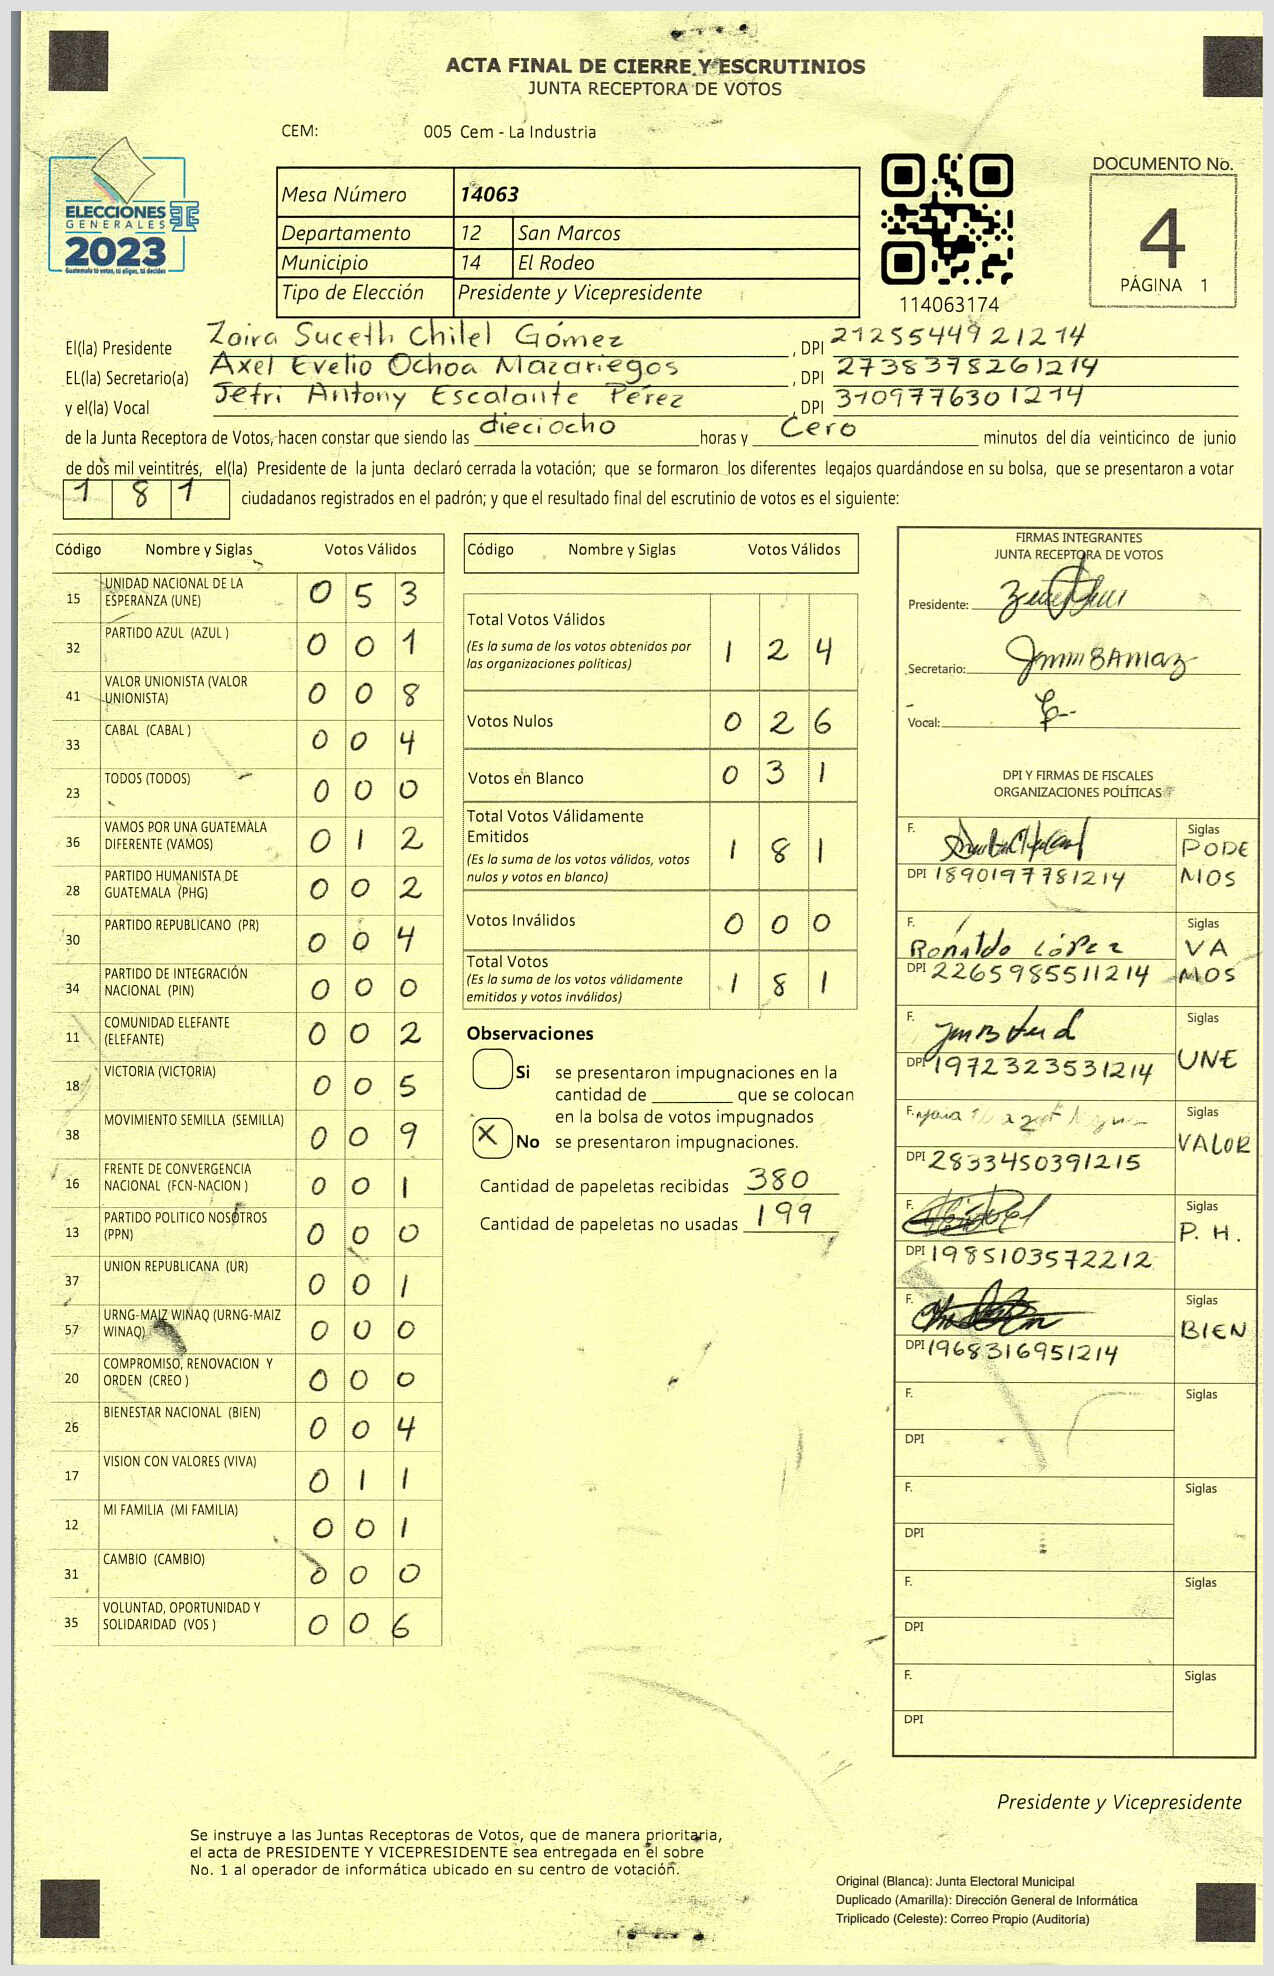 ACTA FINAL DE CIERRE Y ESCRUTINIOS
JUNTA RECEPTORA DE VOTOS
CEM: 005 Cem - La Industria
ELECCIONES
GENERALES
2023
Guatemala tú votas, tú eliges, tú decides
Mesa Número 14063
Departamento 12 San Marcos
Municipio 14 El Rodeo
Tipo de Elección Presidente y Vicepresidente
114063174
DOCUMENTO No.
4
PÁGINA 1
El(la) Presidente Zaira Suceth Chilel Gómez, DPI 2125544921214
EL(la) Secretario(a) Axel Evelio Ochoa Mazariegos, DPI 2738378261214
y el(la) Vocal Jefri Antony Escalante Pérez, DPI 3109776301214
de la Junta Receptora de Votos, hacen constar que siendo las dieciocho horas y Cero minutos del día veinticinco de junio
de dos mil veintitrés, el(la) Presidente de la junta declaró cerrada la votación; que se formaron los diferentes legajos quardándose en su bolsa, que se presentaron a votar
181 ciudadanos registrados en el padrón; y que el resultado final del escrutinio de votos es el siguiente:
Código Nombre y Siglas Votos Válidos
15 UNIDAD NACIONAL DE LA ESPERANZA (UNE) 0 5 3
32 PARTIDO AZUL (AZUL ) 0 0 1
41 VALOR UNIONISTA (VALOR UNIONISTA) 0 0 8
33 CABAL (CABAL ) 0 0 4
23 TODOS (TODOS) 0 0 0
36 VAMOS POR UNA GUATEMALA DIFERENTE (VAMOS) 0 1 2
28 PARTIDO HUMANISTA DE GUATEMALA (PHG) 0 0 2
30 PARTIDO REPUBLICANO (PR) 0 0 4
34 PARTIDO DE INTEGRACIÓN NACIONAL (PIN) 0 0 0
11 COMUNIDAD ELEFANTE (ELEFANTE) 0 0 2
18 VICTORIA (VICTORIA) 0 0 5
38 MOVIMIENTO SEMILLA (SEMILLA) 0 0 9
16 FRENTE DE CONVERGENCIA NACIONAL (FCN-NACION ) 0 0 1
13 PARTIDO POLITICO NOSOTROS (PPN) 0 0 0
37 UNION REPUBLICANA (UR) 0 0 1
57 URNG-MAIZ WINAQ (URNG-MAIZ WINAQ) 0 0 0
20 COMPROMISO, RENOVACION Y ORDEN (CREO ) 0 0 0
26 BIENESTAR NACIONAL (BIEN) 0 0 4
17 VISION CON VALORES (VIVA) 0 1 1
12 MI FAMILIA (MI FAMILIA) 0 0 1
31 CAMBIO (CAMBIO) 0 0 0
35 VOLUNTAD, OPORTUNIDAD Y SOLIDARIDAD (VOS ) 0 0 6
Código Nombre y Siglas Votos Válidos
Total Votos Válidos 1 2 4
(Es la suma de los votos obtenidos por
las organizaciones políticas)
Votos Nulos 0 2 6
Votos en Blanco 0 3 1
Total Votos Válidamente
Emitidos 1 8 1
(Es la suma de los votos válidos, votos
nulos y votos en blanco)
Votos Inválidos 0 0 0
Total Votos 1 8 1
(Es la suma de los votos válidamente
emitidos y votos inválidos)
Observaciones
Si se presentaron impugnaciones en la
cantidad de ________ que se colocan
en la bolsa de votos impugnados
X No se presentaron impugnaciones.
Cantidad de papeletas recibidas 380
Cantidad de papeletas no usadas 199
FIRMAS INTEGRANTES
JUNTA RECEPTORA DE VOTOS
Presidente:
Secretario:
Vocal:
DPI Y FIRMAS DE FISCALES
ORGANIZACIONES POLÍTICAS
F. Siglas PODE
DPI 1890197781214 MOS
F. Ronaldo López Siglas VA
DPI 2265985511214 MOS
F. Siglas
DPI 1972323531214 UNE
F. Siglas
DPI 2833450391215 VALOR
F. Siglas
DPI 1985103572212 P. H.
F. Siglas
DPI 1968316951214 BIEN
F. Siglas
DPI
F. Siglas
DPI
F. Siglas
DPI
F. Siglas
DPI
Presidente y Vicepresidente
Se instruye a las Juntas Receptoras de Votos, que de manera prioritaria,
el acta de PRESIDENTE Y VICEPRESIDENTE sea entregada en el sobre
No. 1 al operador de informática ubicado en su centro de votación.
Original (Blanca): Junta Electoral Municipal
Duplicado (Amarilla): Dirección General de Informática
Triplicado (Celeste): Correo Propio (Auditoría)